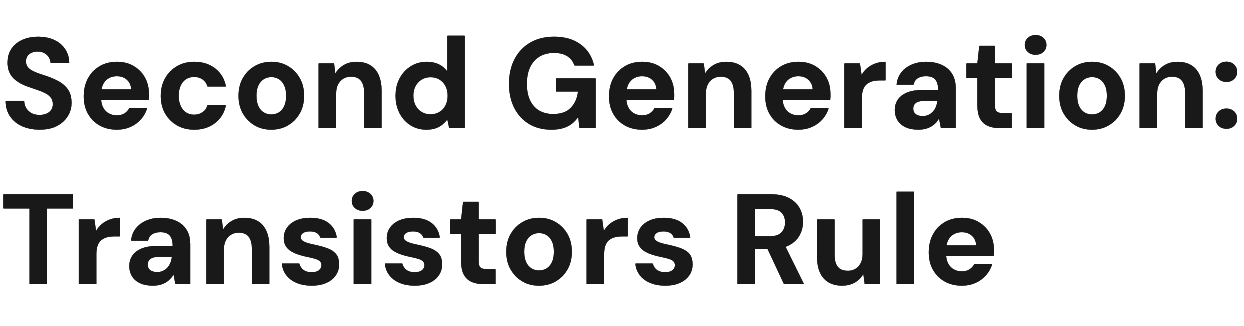 Second Generation:
Transistors Rule